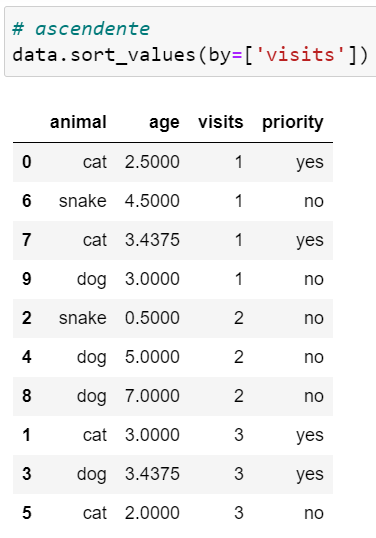 # ascendente
data.sort_values(by=['visits'])
animal age visits priority
0 cat 2.5000 1 yes
6 snake 4.5000 1 no
7 cat 3.4375 1 yes
9 dog 3.0000 1 no
2 snake 0.5000 2 no
4 dog 5.0000 2 no
8 dog 7.0000 2 no
1 cat 3.0000 3 yes
3 dog 3.4375 3 yes
5 cat 2.0000 3 no